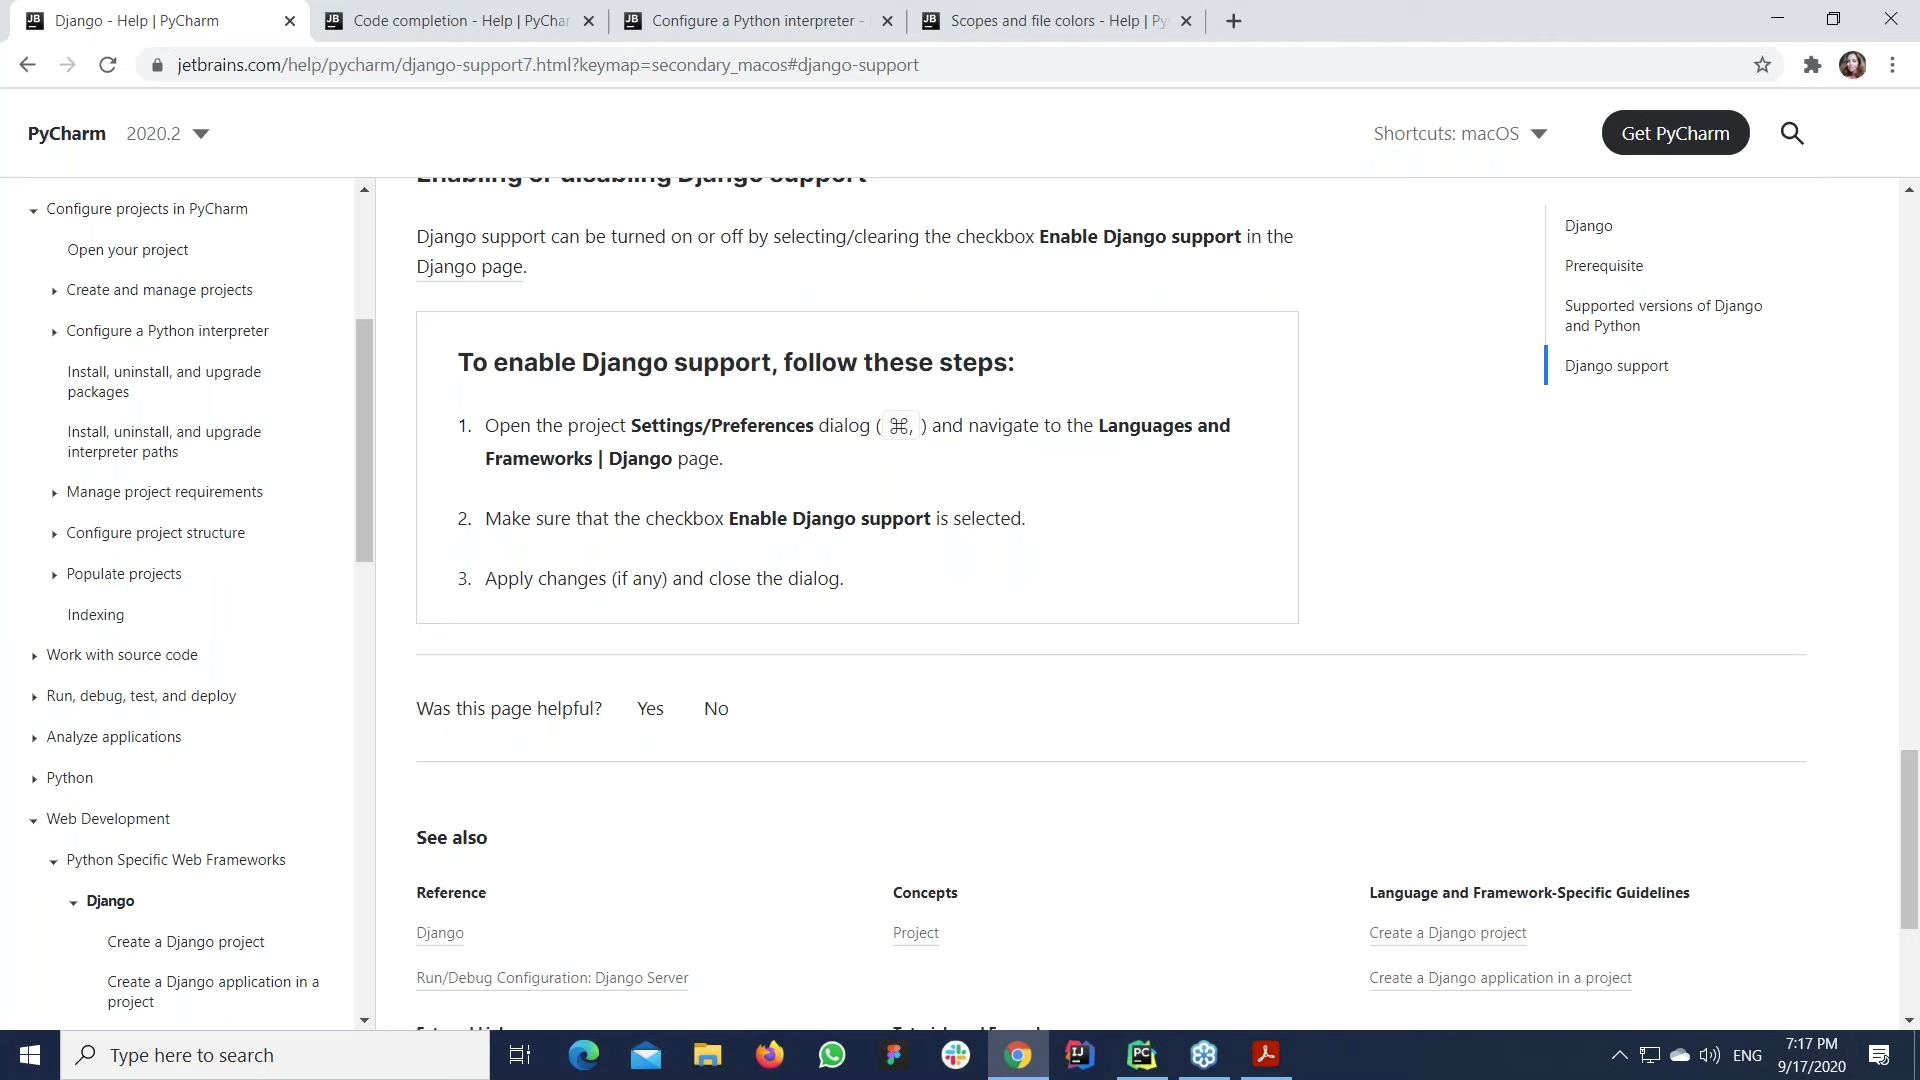 Django - Help | PyCharm
Code completion - Help | PyChar
Configure a Python interpreter -
Scopes and file colors - Help | Py
jetbrains.com/help/pycharm/django-support7.html?keymap=secondary_macos#django-support
PyCharm 2020.2
Shortcuts: macOS
Get PyCharm
Configure projects in PyCharm
Open your project
Create and manage projects
Configure a Python interpreter
Install, uninstall, and upgrade
packages
Install, uninstall, and upgrade
interpreter paths
Manage project requirements
Configure project structure
Populate projects
Indexing
Work with source code
Run, debug, test, and deploy
Analyze applications
Python
Web Development
Python Specific Web Frameworks
Django
Create a Django project
Create a Django application in a
project
Enabling or disabling Django support
Django support can be turned on or off by selecting/clearing the checkbox Enable Django support in the
Django page.
To enable Django support, follow these steps:
1. Open the project Settings/Preferences dialog ( ⌘, ) and navigate to the Languages and
Frameworks | Django page.
2. Make sure that the checkbox Enable Django support is selected.
3. Apply changes (if any) and close the dialog.
Was this page helpful? Yes No
See also
Reference
Django
Run/Debug Configuration: Django Server
Concepts
Project
Language and Framework-Specific Guidelines
Create a Django project
Create a Django application in a project
Django
Prerequisite
Supported versions of Django
and Python
Django support
Type here to search
ENG
7:17 PM
9/17/2020